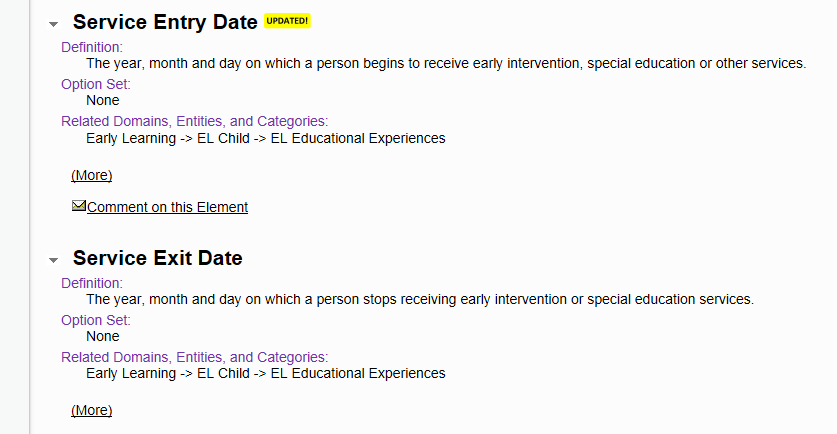 Service Entry Date UPDATED!
Definition:
The year, month and day on which a person begins to receive early intervention, special education or other services.
Option Set:
None
Related Domains, Entities, and Categories:
Early Learning -> EL Child -> EL Educational Experiences
(More)
Comment on this Element
Service Exit Date
Definition:
The year, month and day on which a person stops receiving early intervention or special education services.
Option Set:
None
Related Domains, Entities, and Categories:
Early Learning -> EL Child -> EL Educational Experiences
(More)